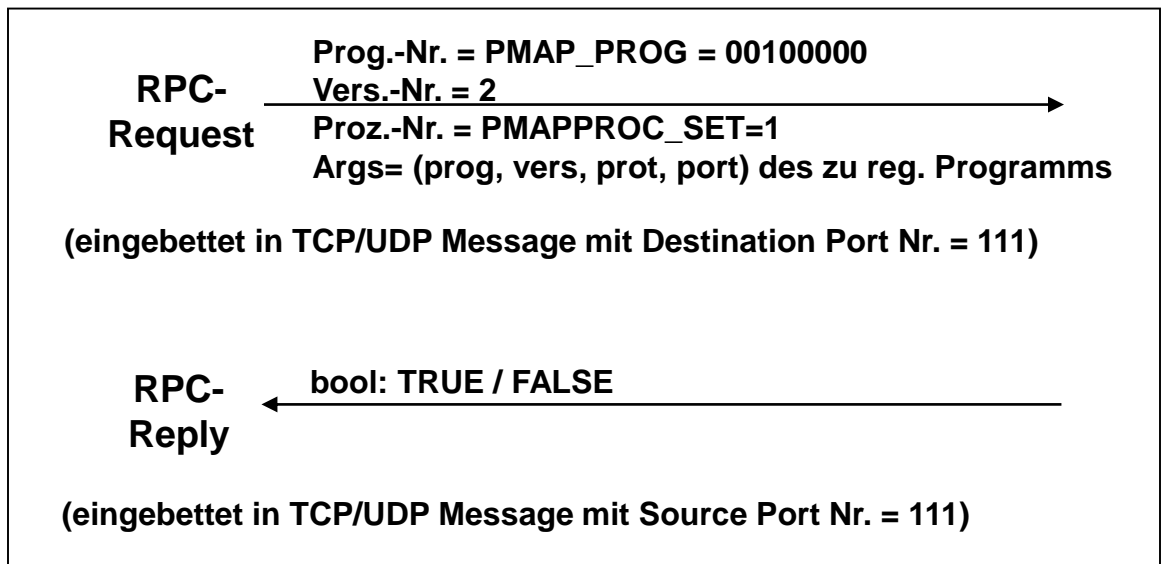 Prog.-Nr. = PMAP_PROG = 00100000
RPC-
Vers.-Nr. = 2
Request
Proz.-Nr. = PMAPPROC_SET=1
Args= (prog, vers, prot, port) des zu reg. Programms
(eingebettet in TCP/UDP Message mit Destination Port Nr. = 111)
RPC-
Reply
bool: TRUE / FALSE
(eingebettet in TCP/UDP Message mit Source Port Nr. = 111)